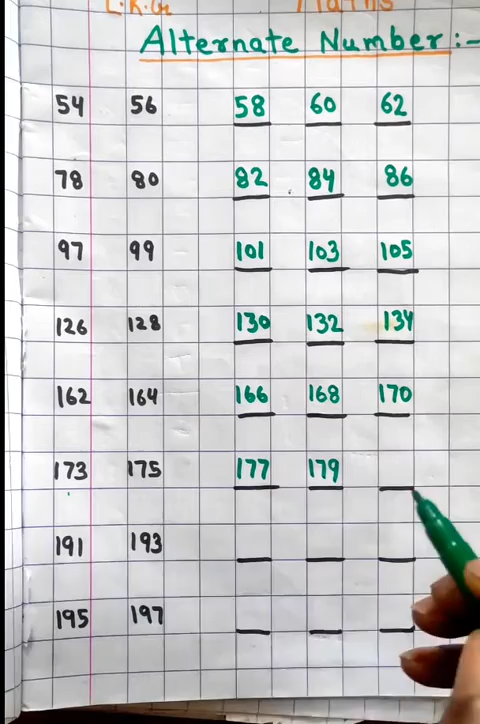 L.K.G Maths
Alternate Number:-
54 56 58 60 62
78 80 82 84 86
97 99 101 103 105
126 128 130 132 134
162 164 166 168 170
173 175 177 179
191 193
195 197